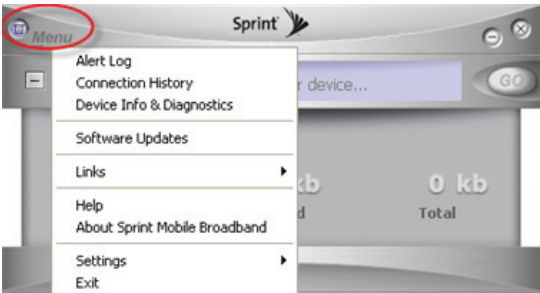 Menu
Sprint
Alert Log
Connection History
Device Info & Diagnostics
Software Updates
Links
Help
About Sprint Mobile Broadband
Settings
Exit
device...
GO
kb
0 kb
Total